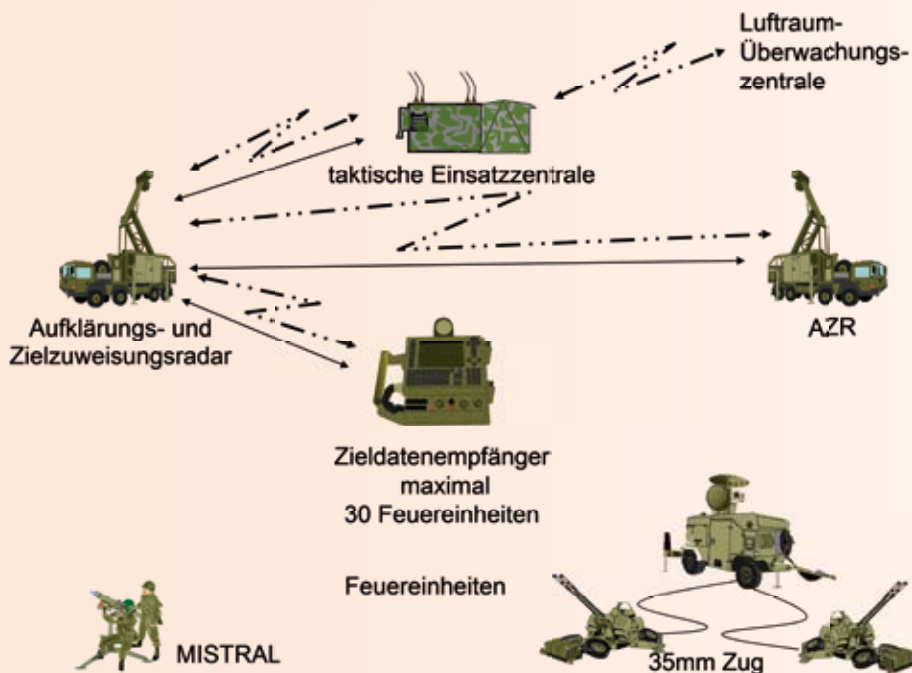 Luftraum-
Überwachungs-
zentrale
taktische Einsatzzentrale
Aufklärungs- und
Zielzuweisungsradar
AZR
Zieldatenempfänger
maximal
30 Feuereinheiten
Feuereinheiten
MISTRAL
35mm Zug